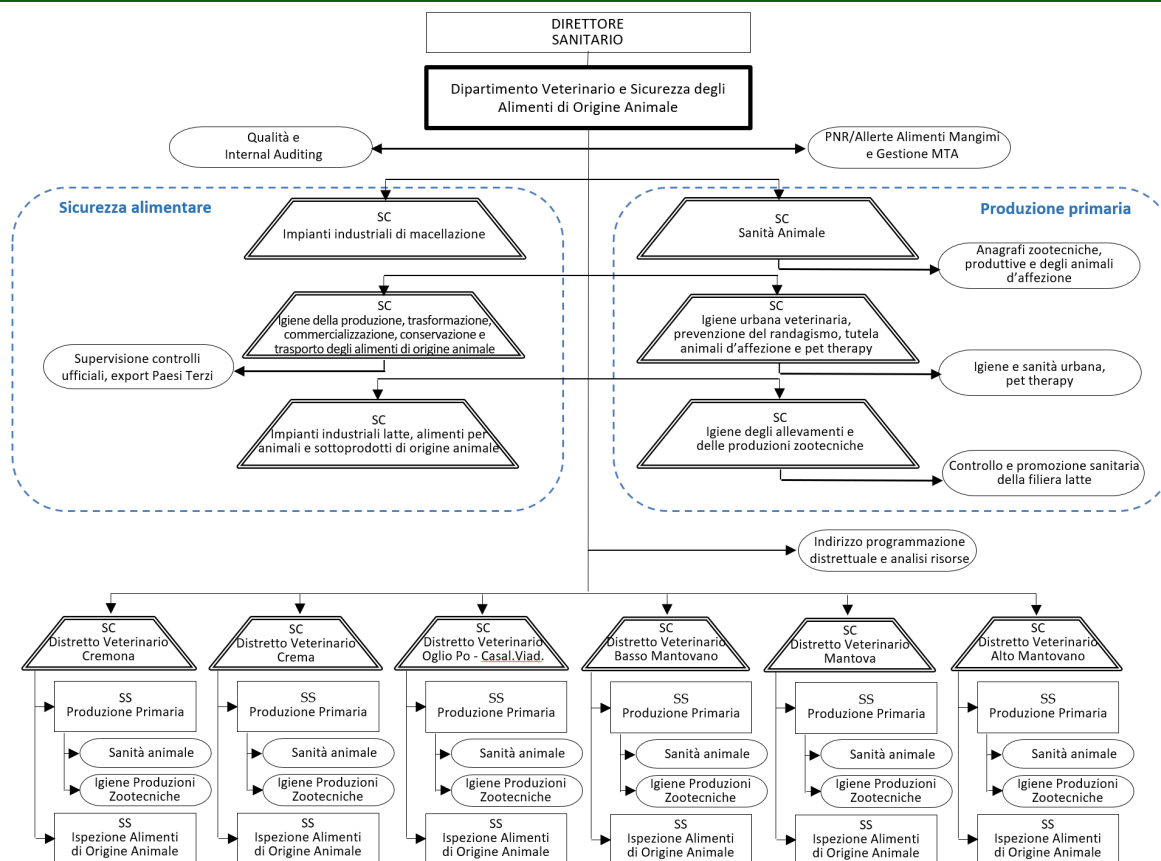 DIRETTORE
SANITARIO
Dipartimento Veterinario e Sicurezza degli
Alimenti di Origine Animale
Qualità e
Internal Auditing
PNR/Allerte Alimenti Mangimi
e Gestione MTA
Sicurezza alimentare
Produzione primaria
SC
Impianti industriali di macellazione
SC
Sanità Animale
Anagrafi zootecniche,
produttive e degli animali
d'affezione
SC
Igiene della produzione, trasformazione,
commercializzazione, conservazione e
trasporto degli alimenti di origine animale
SC
Igiene urbana veterinaria,
prevenzione del randagismo, tutela
animali d'affezione e pet therapy
Supervisione controlli
ufficiali, export Paesi Terzi
Igiene e sanità urbana,
pet therapy
SC
Impianti industriali latte, alimenti per
animali e sottoprodotti di origine animale
SC
Igiene degli allevamenti e
delle produzioni zootecniche
Controllo e promozione sanitaria
della filiera latte
Indirizzo programmazione
distrettuale e analisi risorse
SC
Distretto Veterinario
Cremona
SC
Distretto Veterinario
Crema
SC
Distretto Veterinario
Oglio Po - Casal.Viad.
SC
Distretto Veterinario
Basso Mantovano
SC
Distretto Veterinario
Mantova
SC
Distretto Veterinario
Alto Mantovano
SS
Produzione Primaria
SS
Produzione Primaria
SS
Produzione Primaria
SS
Produzione Primaria
SS
Produzione Primaria
SS
Produzione Primaria
Sanità animale
Sanità animale
Sanità animale
Sanità animale
Sanità animale
Sanità animale
Igiene Produzioni
Zootecniche
Igiene Produzioni
Zootecniche
Igiene Produzioni
Zootecniche
Igiene Produzioni
Zootecniche
Igiene Produzioni
Zootecniche
Igiene Produzioni
Zootecniche
SS
Ispezione Alimenti
di Origine Animale
SS
Ispezione Alimenti
di Origine Animale
SS
Ispezione Alimenti
di Origine Animale
SS
Ispezione Alimenti
di Origine Animale
SS
Ispezione Alimenti
di Origine Animale
SS
Ispezione Alimenti
di Origine Animale